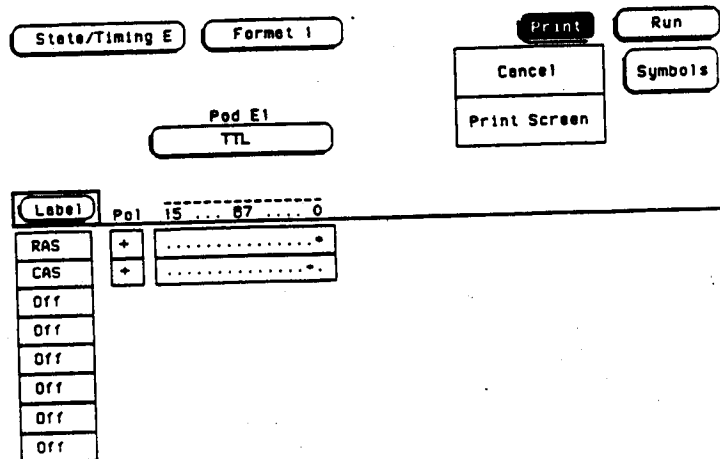 State/Timing E Format 1 Print Run
Cancel Symbols
Print Screen
Pod E1
TTL
Label Pol 15 ... 87 .... 0
RAS + ...............*
CAS + ..............*.
Off
Off
Off
Off
Off
Off